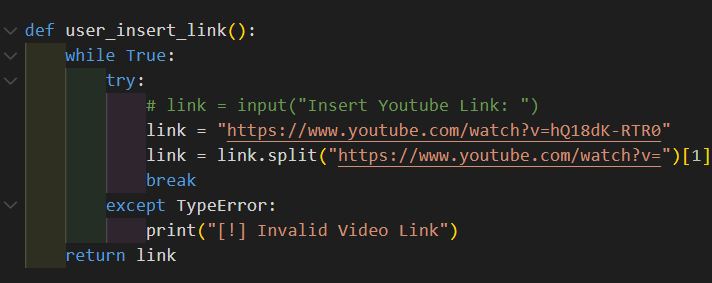 def user_insert_link():
    while True:
        try:
            # link = input("Insert Youtube Link: ")
            link = "https://www.youtube.com/watch?v=hQ18dK-RTR0"
            link = link.split("https://www.youtube.com/watch?v=")[1]
            break
        except TypeError:
            print("[!] Invalid Video Link")
    return link